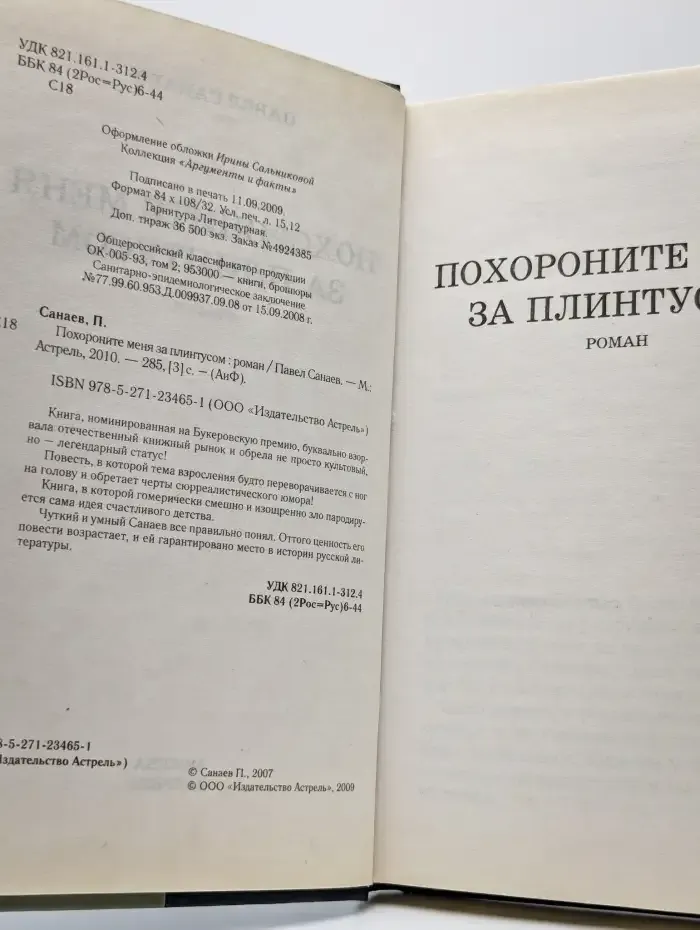 УДК 821.161.1-312.4
ББК 84 (2Рос=Рус)6-44
С18
Оформление обложки Ирины Сальниковой
Коллекция «Аргументы и факты»
Подписано в печать 11.09.2009.
Формат 84 х 108/32. Усл. печ. л. 15,12
Гарнитура Литературная.
Доп. тираж 36 500 экз. Заказ №4924385
Общероссийский классификатор продукции
ОК-005-93, том 2; 953000 — книги, брошюры
Санитарно-эпидемиологическое заключение
№77.99.60.953.Д.009937.09.08 от 15.09.2008 г.
Санаев, П.
С18 Похороните меня за плинтусом : роман / Павел Санаев. — М.:
Астрель, 2010. — 285, [3] с. — (АиФ).
ISBN 978-5-271-23465-1 (ООО «Издательство Астрель»)
Книга, номинированная на Букеровскую премию, буквально взор-
вала отечественный книжный рынок и обрела не просто культовый,
но — легендарный статус!
Повесть, в которой тема взросления будто переворачивается с ног
на голову и обретает черты сюрреалистического юмора!
Книга, в которой гомерически смешно и изощренно зло пародиру-
ется сама идея счастливого детства.
Чуткий и умный Санаев все правильно понял. Оттого ценность его
повести возрастает, и ей гарантировано место в истории русской ли-
тературы.
УДК 821.161.1-312.4
ББК 84 (2Рос=Рус)6-44
8-5-271-23465-1
здательство Астрель»)
© Санаев П., 2007
© ООО «Издательство Астрель», 2009
ПОХОРОНИТЕ
ЗА ПЛИНТУС
РОМАН